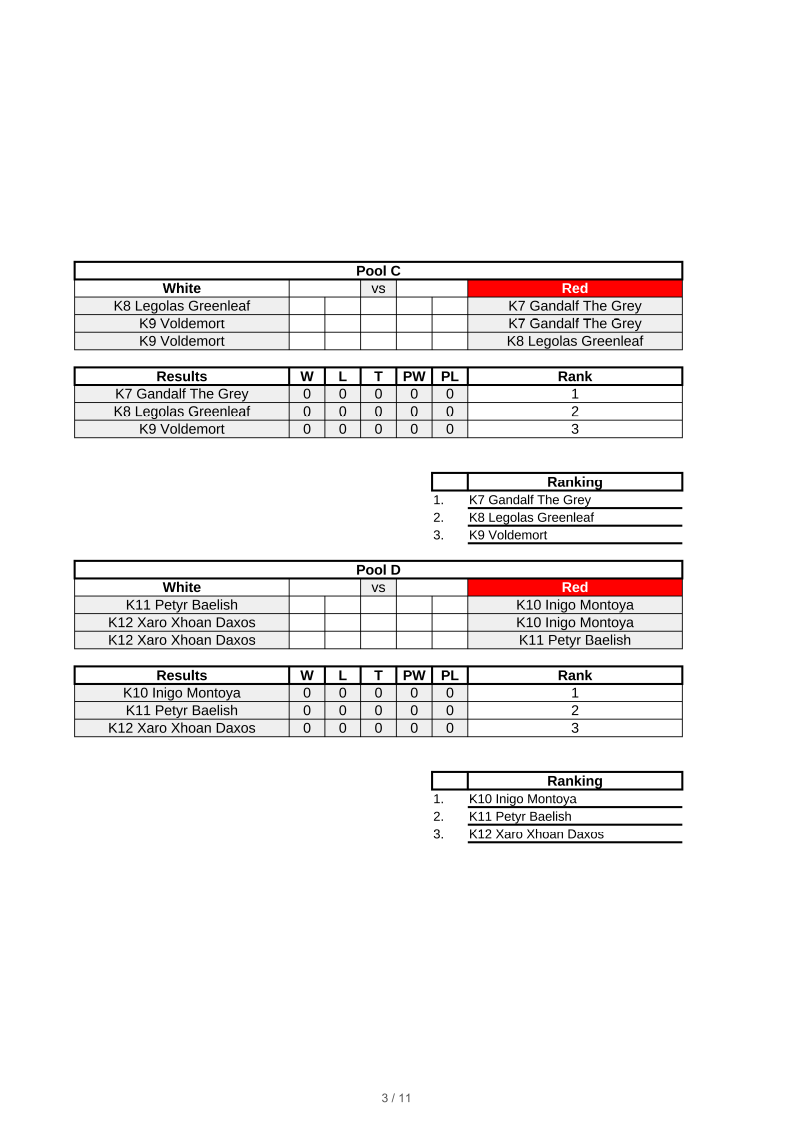 Pool C
White vs Red
K8 Legolas Greenleaf K7 Gandalf The Grey
K9 Voldemort K7 Gandalf The Grey
K9 Voldemort K8 Legolas Greenleaf
Results W L T PW PL Rank
K7 Gandalf The Grey 0 0 0 0 0 1
K8 Legolas Greenleaf 0 0 0 0 0 2
K9 Voldemort 0 0 0 0 0 3
Ranking
1. K7 Gandalf The Grey
2. K8 Legolas Greenleaf
3. K9 Voldemort
Pool D
White vs Red
K11 Petyr Baelish K10 Inigo Montoya
K12 Xaro Xhoan Daxos K10 Inigo Montoya
K12 Xaro Xhoan Daxos K11 Petyr Baelish
Results W L T PW PL Rank
K10 Inigo Montoya 0 0 0 0 0 1
K11 Petyr Baelish 0 0 0 0 0 2
K12 Xaro Xhoan Daxos 0 0 0 0 0 3
Ranking
1. K10 Inigo Montoya
2. K11 Petyr Baelish
3. K12 Xaro Xhoan Daxos
3 / 11